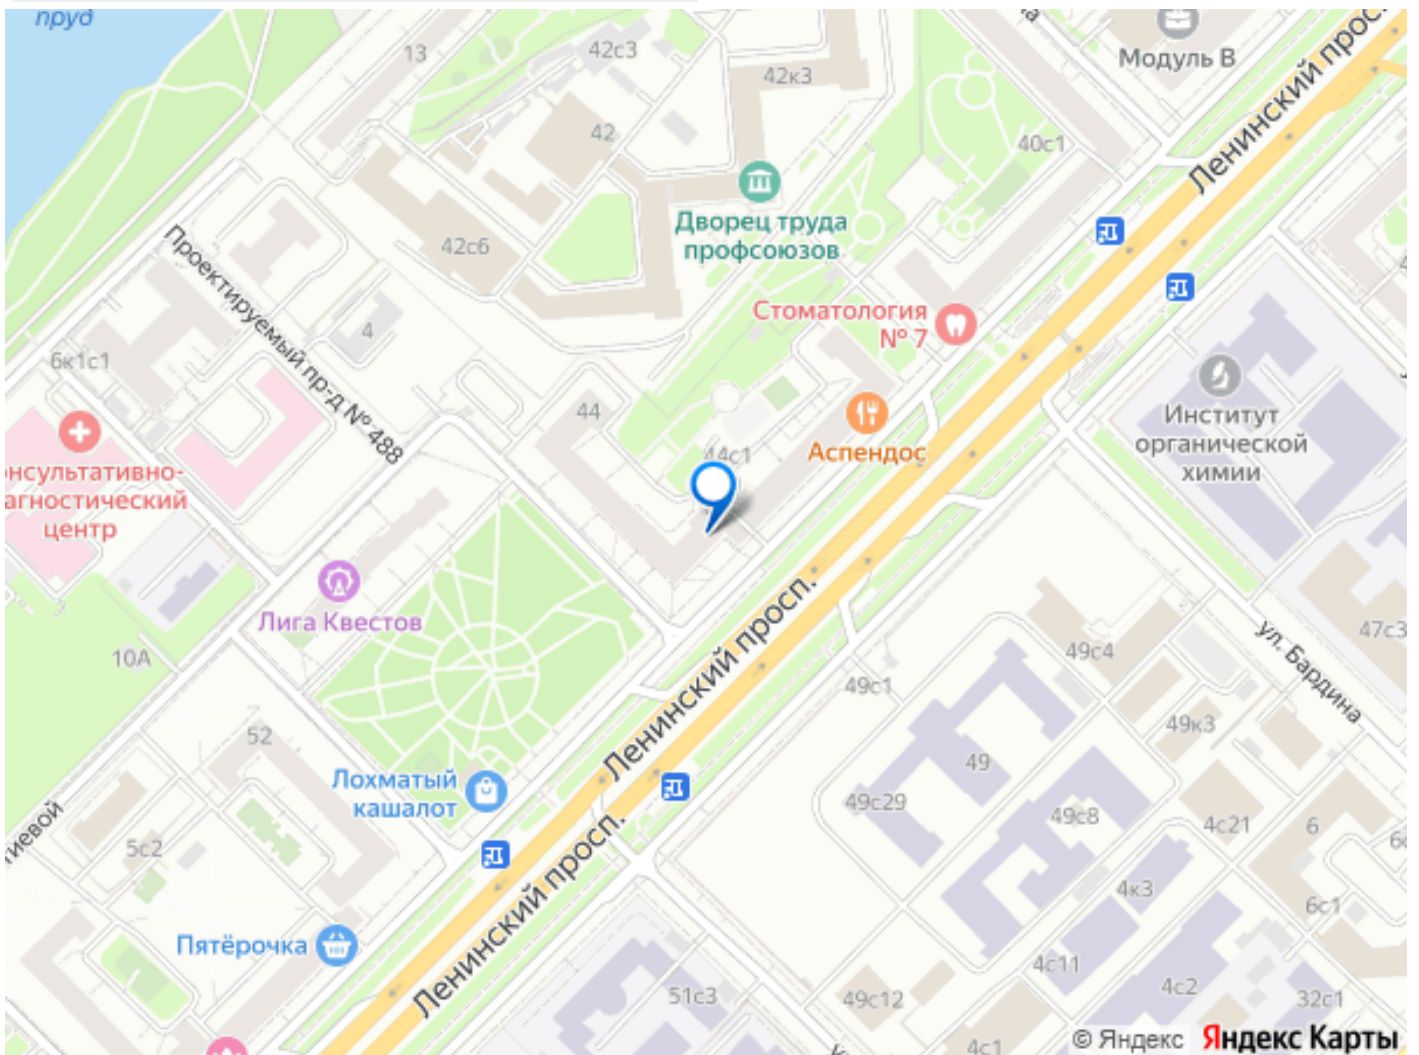 пруд
13
42с3
42к3
Модуль В
Ленинский просп.
42
40с1
Дворец труда
профсоюзов
42с6
Проектируемый пр-д № 488
4
6к1с1
Стоматология
№ 7
44
Аспендос
44с1
Институт
органической
химии
онсультативно-
агностический
центр
Лига Квестов
10А
Ленинский просп.
ул. Бардина
47с3
49с4
49с1
49к3
49
52
Лохматый
кашалот
49с29
49с8
4с21
6
5с2
тиевой
Ленинский просп.
4к3
6с1
Пятёрочка
4с11
4с2
51с3
49с12
32с1
4с1
© Яндекс Яндекс Карты